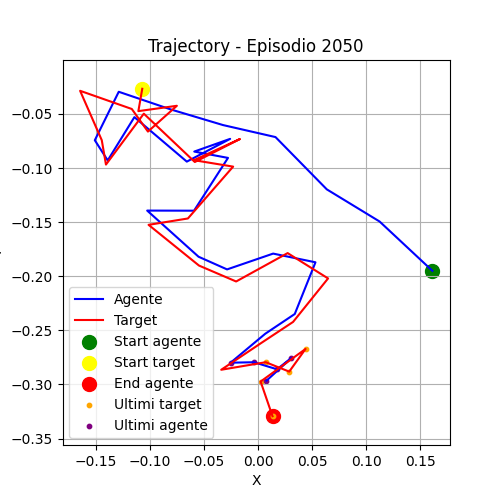 Trajectory - Episodio 2050
−0.05
−0.10
−0.15
−0.20
−0.25
−0.30
−0.35
Agente
Target
Start agente
Start target
End agente
Ultimi target
Ultimi agente
−0.15 −0.10 −0.05 0.00 0.05 0.10 0.15
X